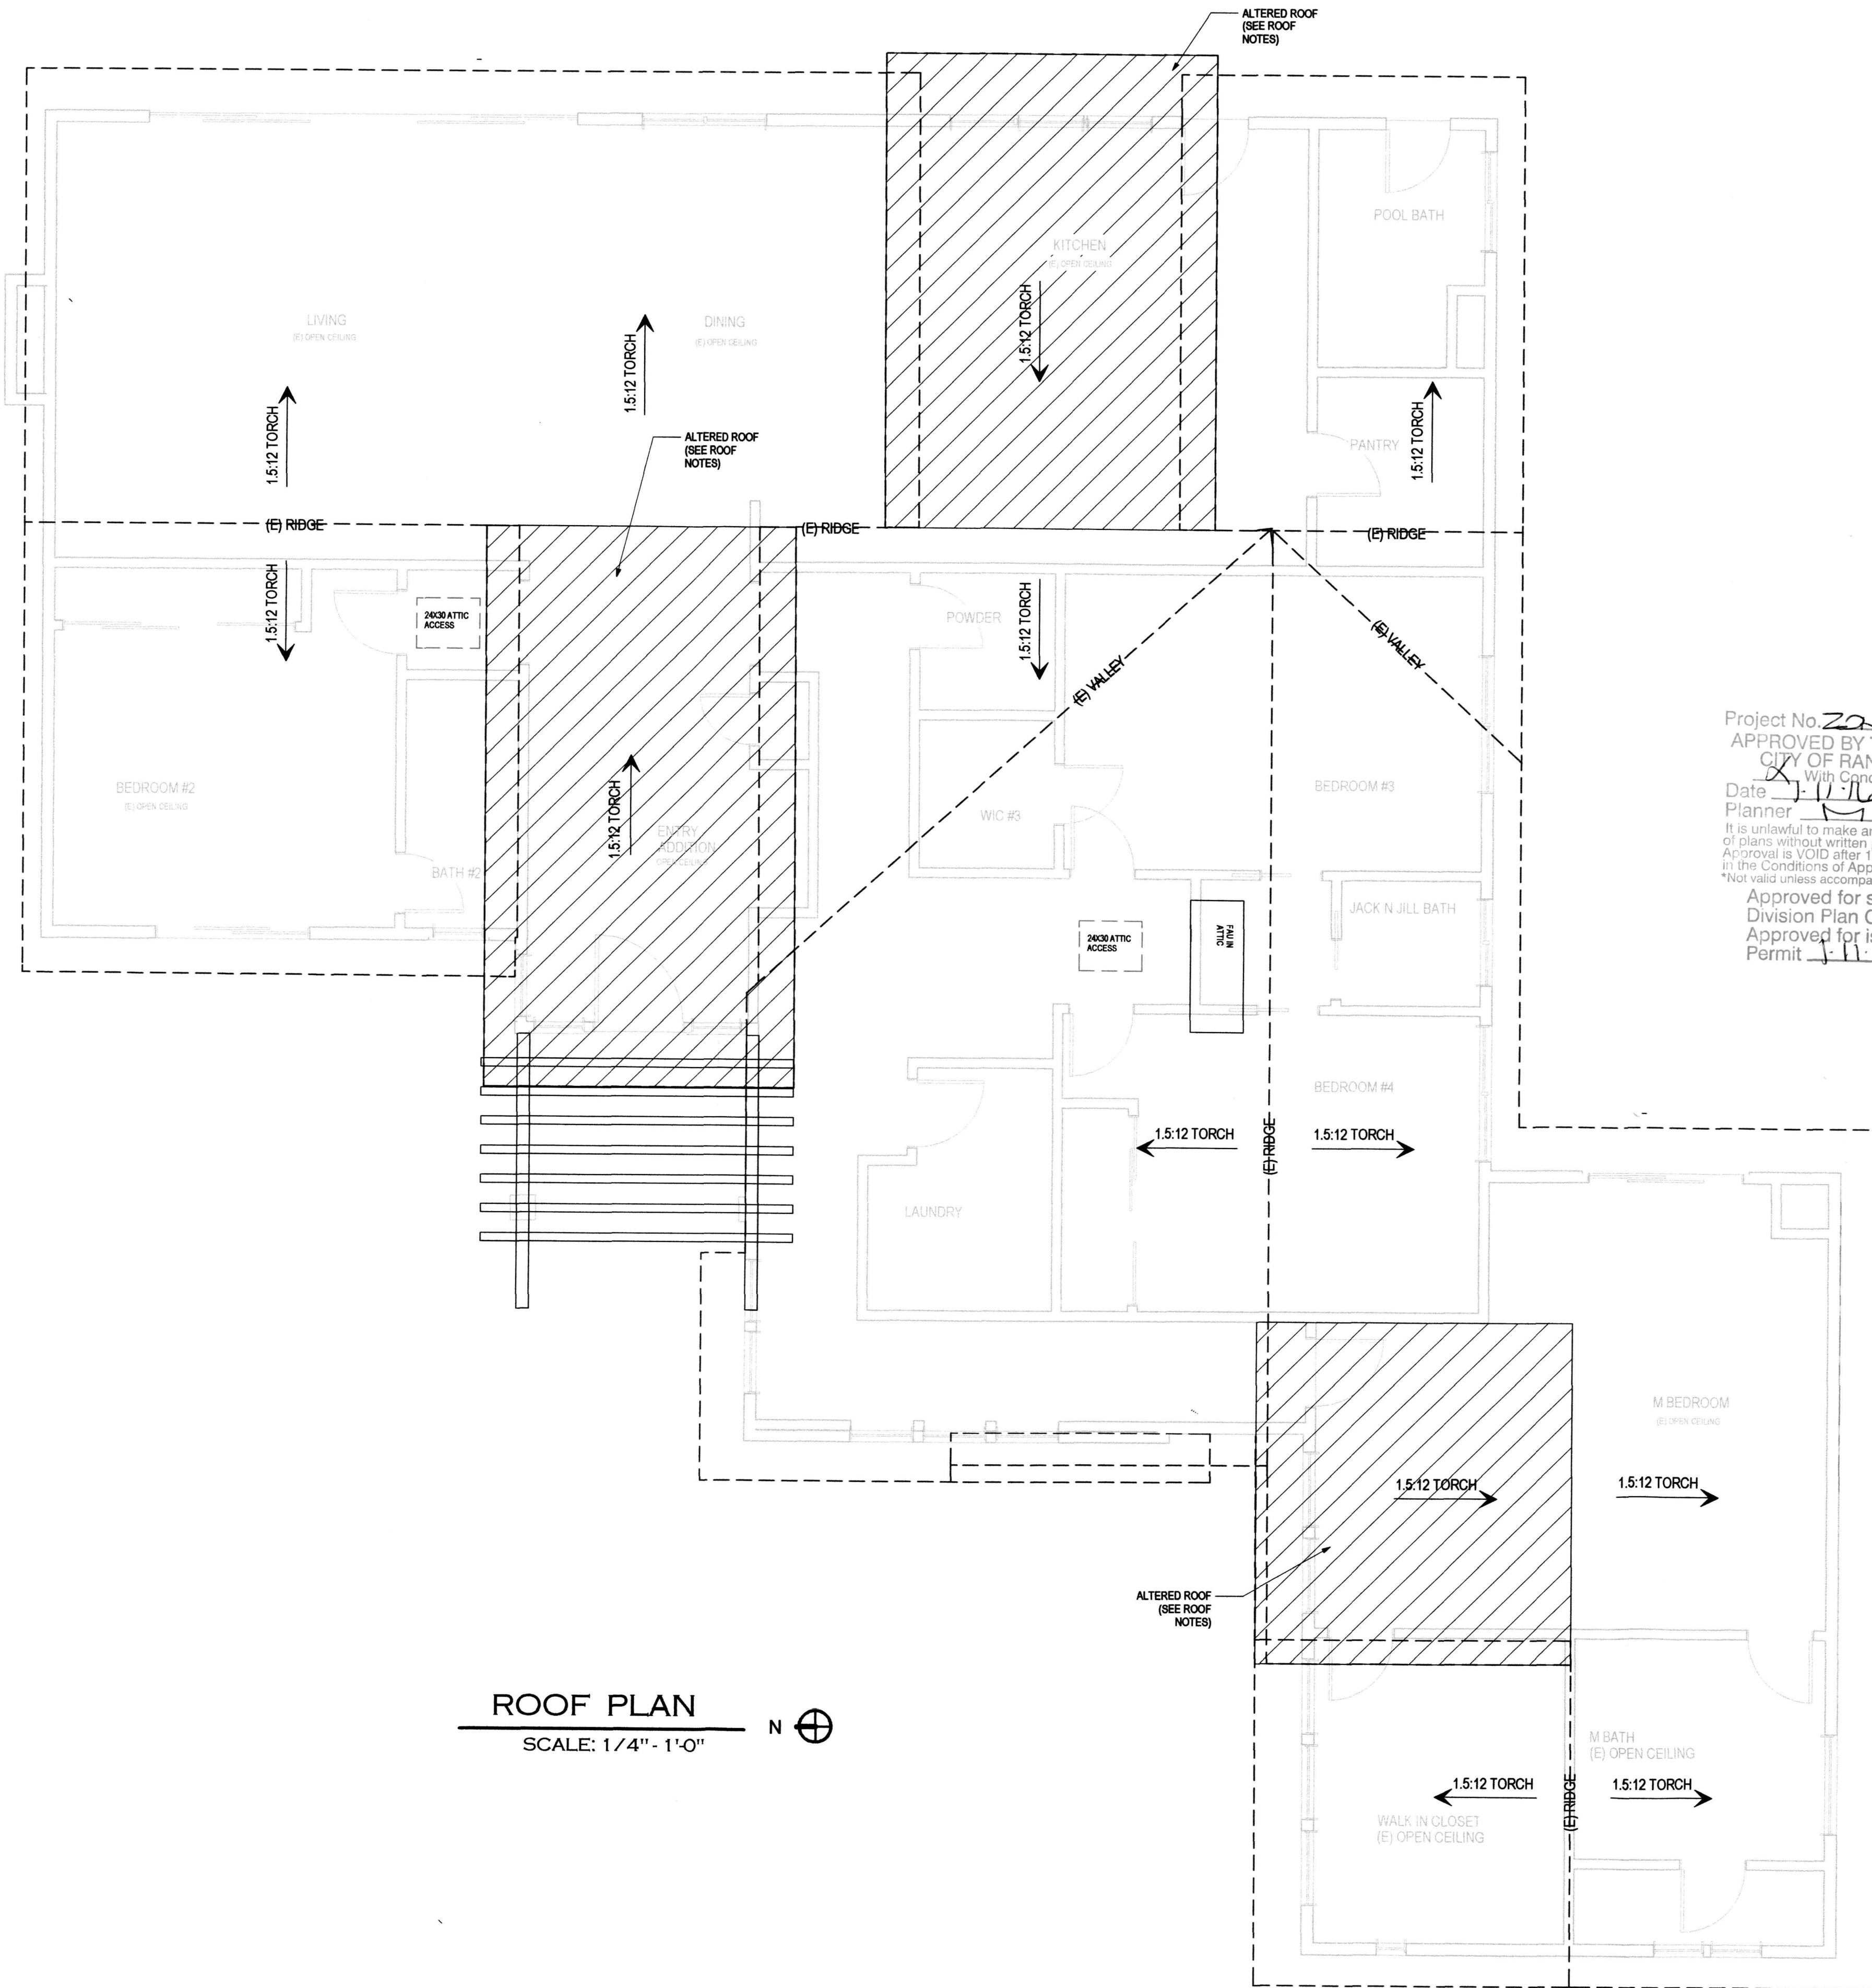 ALTERED ROOF
(SEE ROOF
NOTES)
POOL BATH
KITCHEN
(E) OPEN CEILING
1.5:12 TORCH
LIVING
(E) OPEN CEILING
DINING
(E) OPEN CEILING
1.5:12 TORCH
1.5:12 TORCH
1.5:12 TORCH
PANTRY
ALTERED ROOF
(SEE ROOF
NOTES)
(E) RIDGE
(E) RIDGE
(E) RIDGE
1.5:12 TORCH
24X30 ATTIC
ACCESS
POWDER
1.5:12 TORCH
(E) VALLEY
(E) VALLEY
Project No.
APPROVED BY
CITY OF
With
Date
Planner
It is unlawful to make
of plans without written
Approval is VOID after
in the Conditions of
*Not valid unless
Approved for
Division Plan
Approved for
Permit
BEDROOM #2
(E) OPEN CEILING
1.5:12 TORCH
ENTRY
ADDITION
OPEN CEILING
WIC #3
BEDROOM #3
BATH #2
JACK N JILL BATH
FAU IN
ATTIC
24X30 ATTIC
ACCESS
BEDROOM #4
1.5:12 TORCH
1.5:12 TORCH
(E) RIDGE
LAUNDRY
M BEDROOM
(E) OPEN CEILING
1.5:12 TORCH
1.5:12 TORCH
ALTERED ROOF
(SEE ROOF
NOTES)
ROOF PLAN
SCALE: 1/4" - 1'-0"
N
M BATH
(E) OPEN CEILING
1.5:12 TORCH
1.5:12 TORCH
(E) RIDGE
WALK IN CLOSET
(E) OPEN CEILING